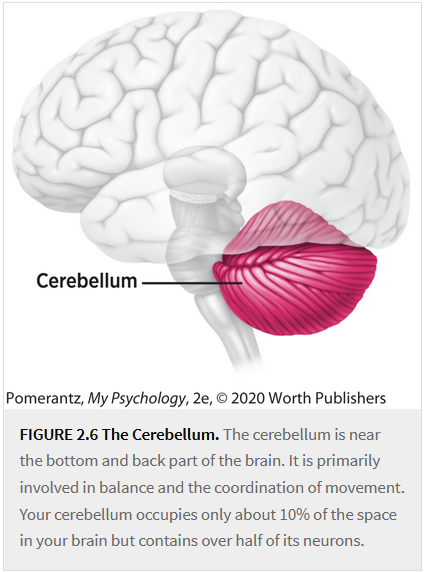 Cerebellum
Pomerantz, My Psychology, 2e, © 2020 Worth Publishers
FIGURE 2.6 The Cerebellum. The cerebellum is near
the bottom and back part of the brain. It is primarily
involved in balance and the coordination of movement.
Your cerebellum occupies only about 10% of the space
in your brain but contains over half of its neurons.